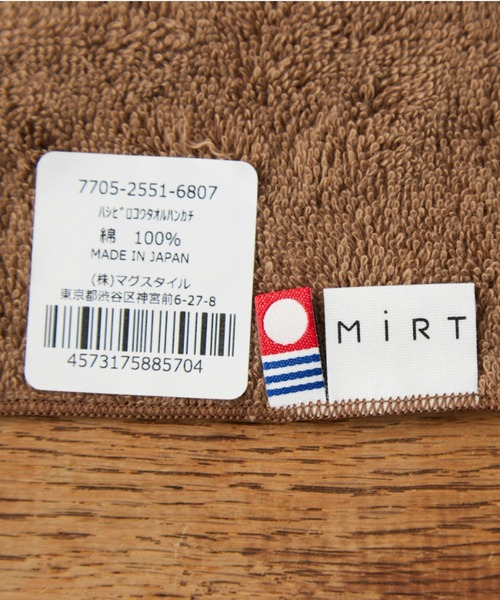 7705-2551-6807
ﾊｼﾋﾞﾛｺｳﾀｵﾙﾊﾝｶﾁ
綿 100%
MADE IN JAPAN
(株)マグスタイル
東京都渋谷区神宮前6-27-8
4573175885704
MiRT